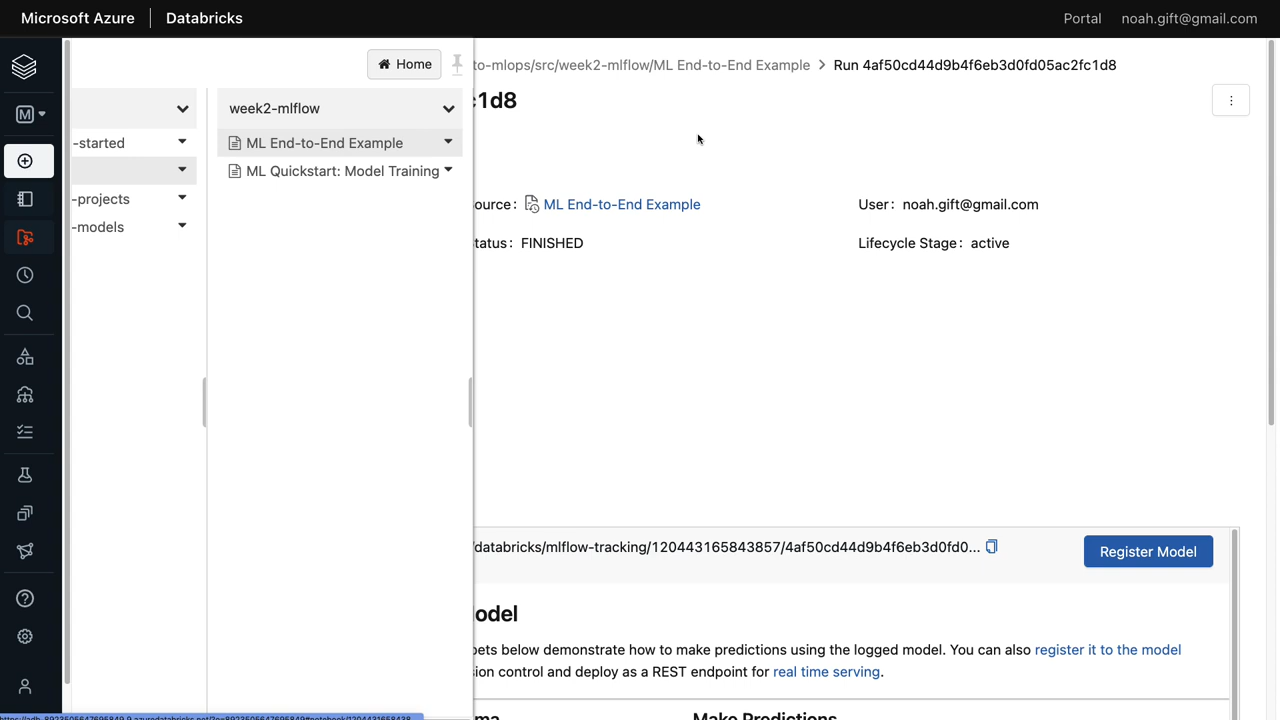 Microsoft Azure Databricks Portal noah.gift@gmail.com
Home
to-mlops/src/week2-mlflow/ML End-to-End Example > Run 4af50cd44d9b4f6eb3d0fd05ac2fc1d8
:1d8
M
week2-mlflow
-started
ML End-to-End Example
ML Quickstart: Model Training
-projects
-models
ource: ML End-to-End Example User: noah.gift@gmail.com
tatus: FINISHED Lifecycle Stage: active
/databricks/mlflow-tracking/120443165843857/4af50cd44d9b4f6eb3d0fd0...
Register Model
odel
pets below demonstrate how to make predictions using the logged model. You can also register it to the model
sion control and deploy as a REST endpoint for real time serving.
ma Make Predictions